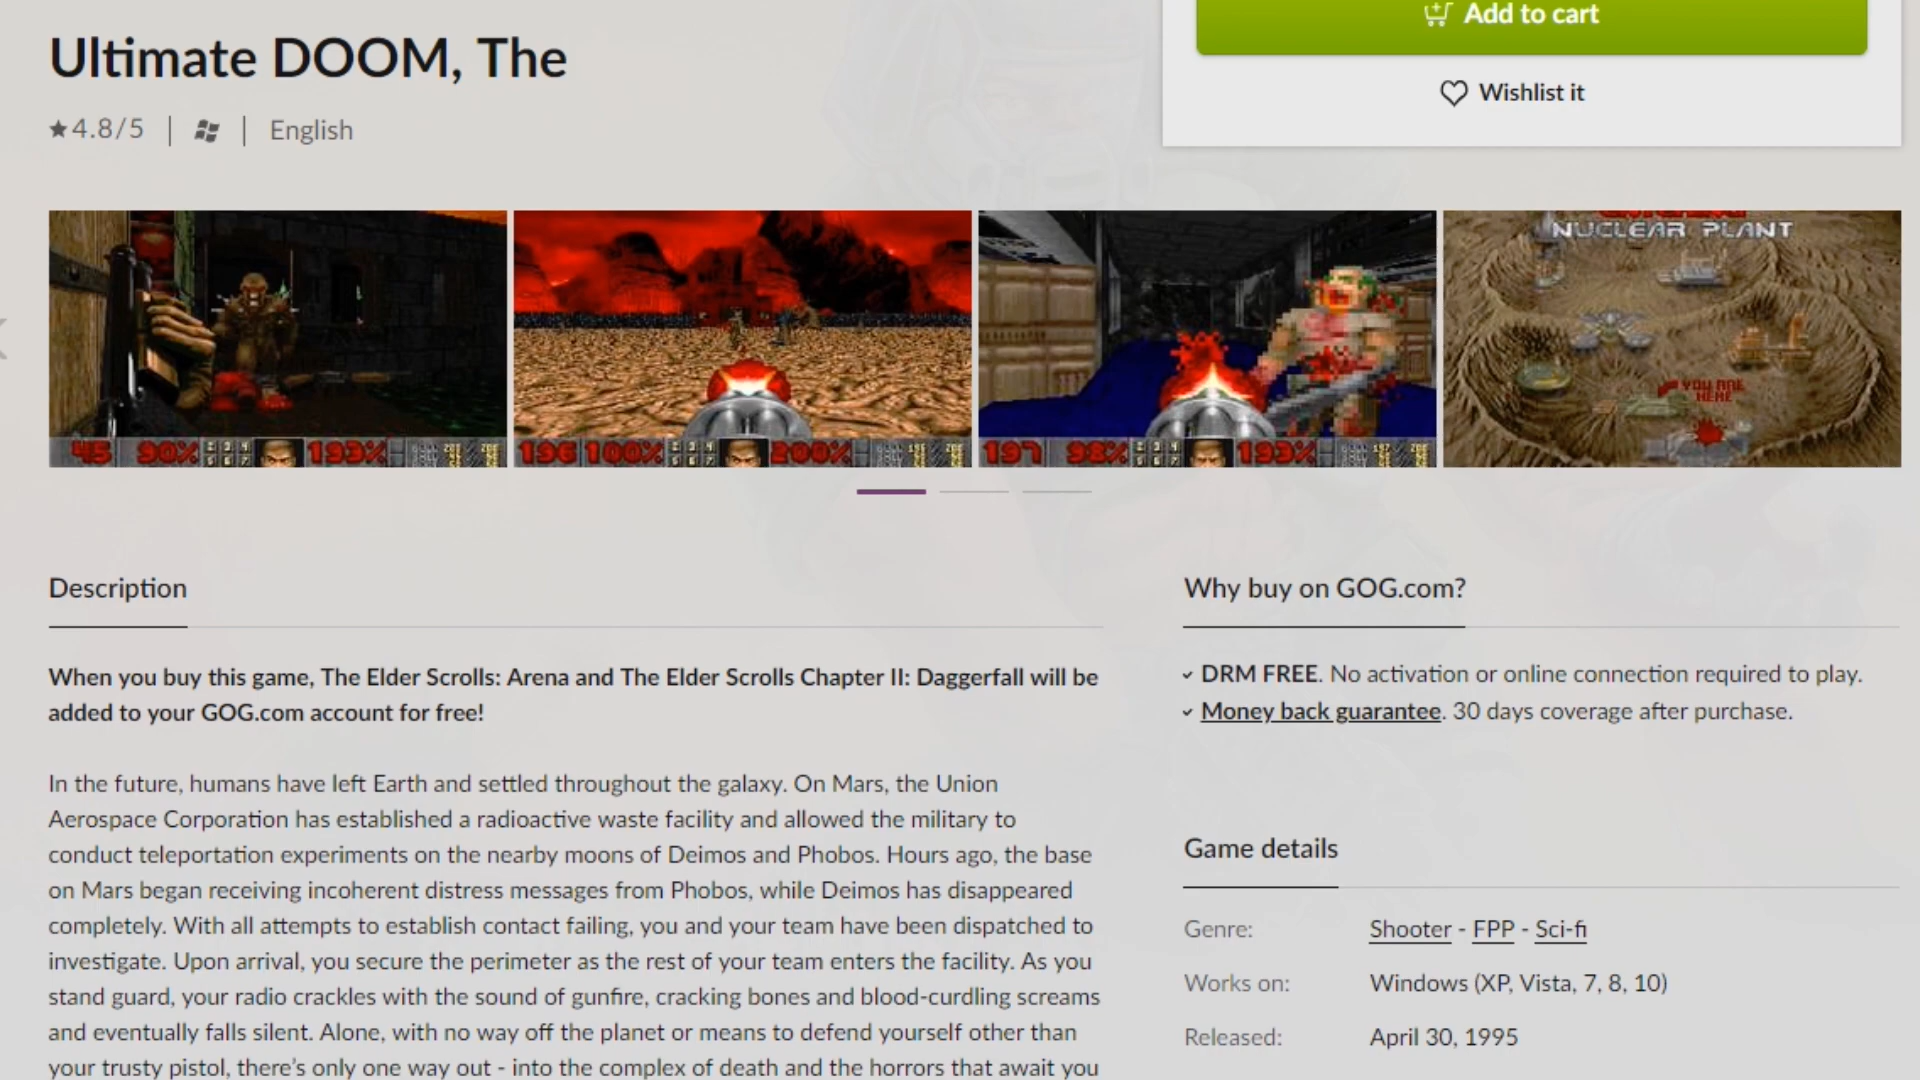 Add to cart
Ultimate DOOM, The
Wishlist it
★4.8/5 | | English
45 90% 193%
196 100% 200%
197 98% 193%
NUCLEAR PLANT
YOU ARE
HERE
Description
When you buy this game, The Elder Scrolls: Arena and The Elder Scrolls Chapter II: Daggerfall will be
added to your GOG.com account for free!
In the future, humans have left Earth and settled throughout the galaxy. On Mars, the Union
Aerospace Corporation has established a radioactive waste facility and allowed the military to
conduct teleportation experiments on the nearby moons of Deimos and Phobos. Hours ago, the base
on Mars began receiving incoherent distress messages from Phobos, while Deimos has disappeared
completely. With all attempts to establish contact failing, you and your team have been dispatched to
investigate. Upon arrival, you secure the perimeter as the rest of your team enters the facility. As you
stand guard, your radio crackles with the sound of gunfire, cracking bones and blood-curdling screams
and eventually falls silent. Alone, with no way off the planet or means to defend yourself other than
your trusty pistol, there's only one way out - into the complex of death and the horrors that await you
Why buy on GOG.com?
DRM FREE. No activation or online connection required to play.
Money back guarantee. 30 days coverage after purchase.
Game details
Genre: Shooter - FPP - Sci-fi
Works on: Windows (XP, Vista, 7, 8, 10)
Released: April 30, 1995